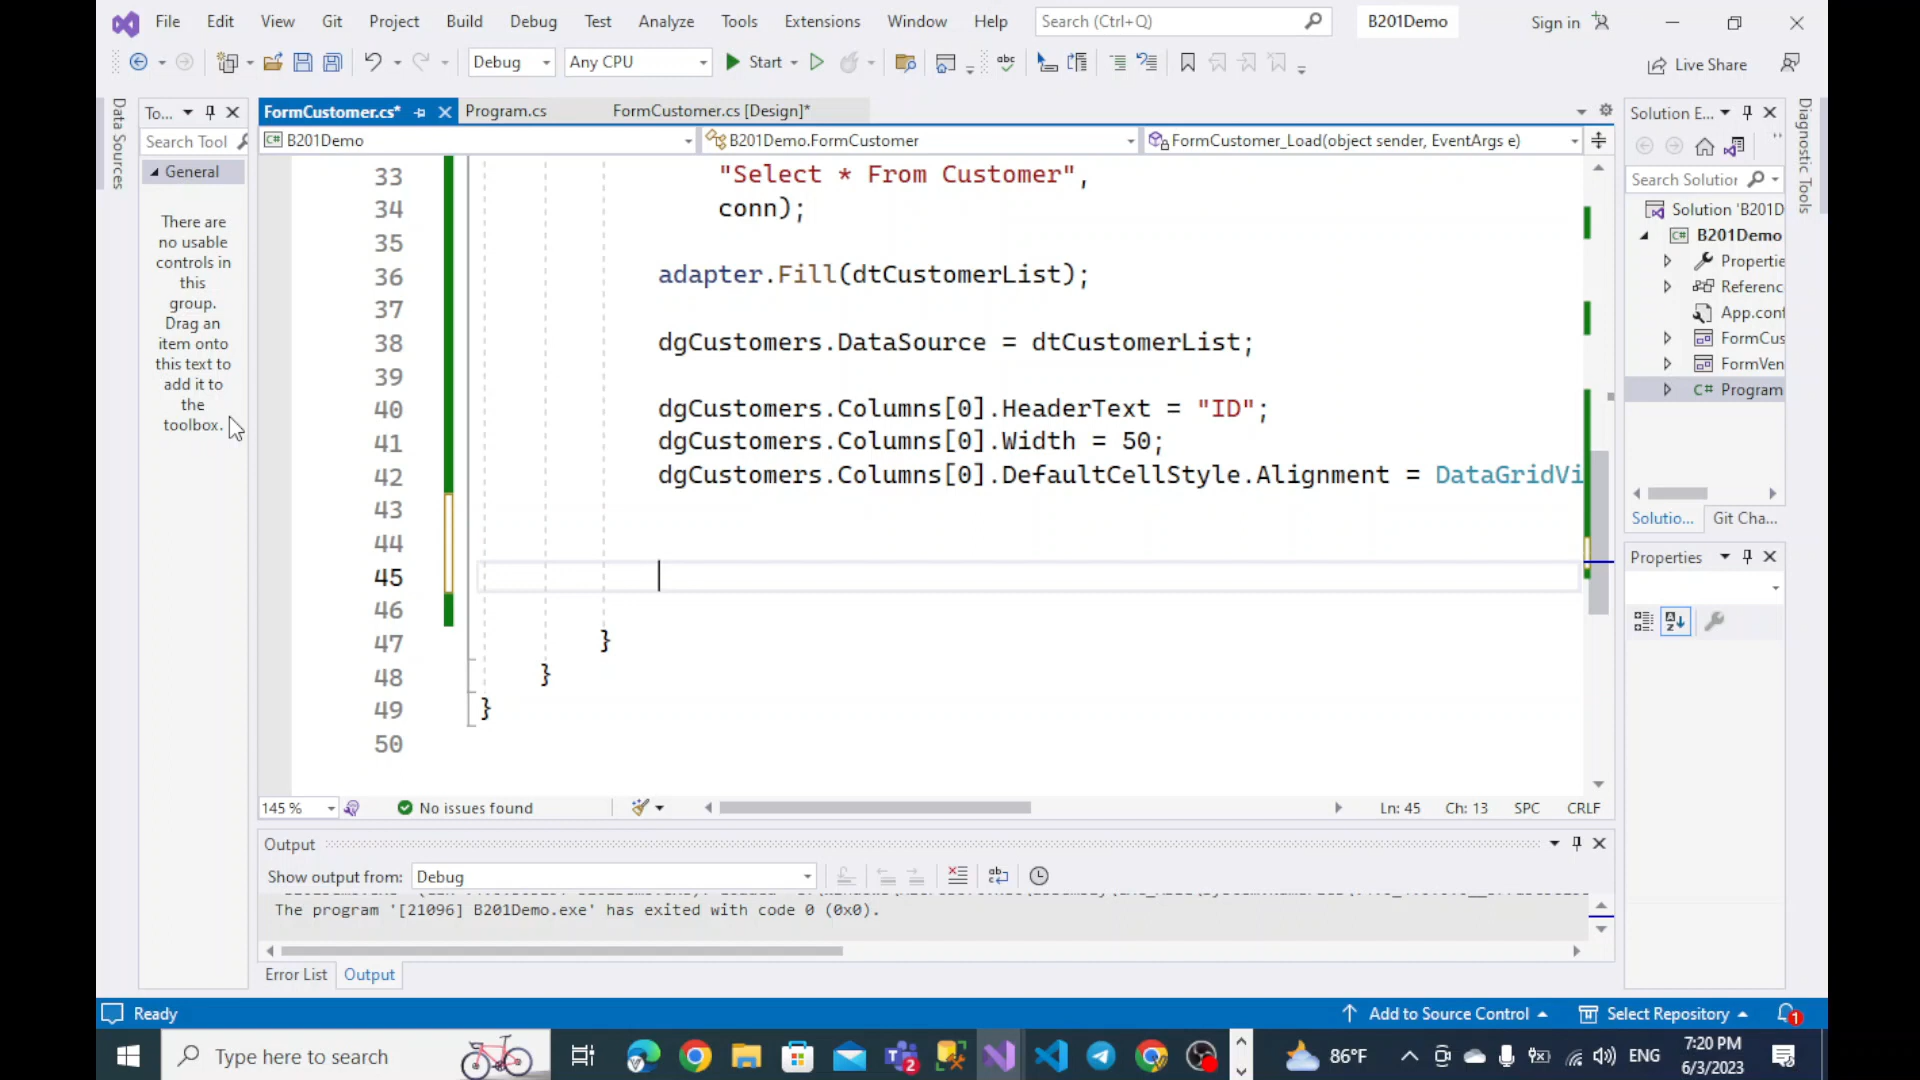 File Edit View Git Project Build Debug Test Analyze Tools Extensions Window Help Search (Ctrl+Q) B201Demo Sign in
Debug Any CPU Start Live Share
Data Sources
To...
Search Tool
General
There are
no usable
controls in
this
group.
Drag an
item onto
this text to
add it to
the
toolbox.
FormCustomer.cs* Program.cs FormCustomer.cs [Design]*
B201Demo B201Demo.FormCustomer FormCustomer_Load(object sender, EventArgs e)
33 "Select * From Customer",
34 conn);
35
36 adapter.Fill(dtCustomerList);
37
38 dgCustomers.DataSource = dtCustomerList;
39
40 dgCustomers.Columns[0].HeaderText = "ID";
41 dgCustomers.Columns[0].Width = 50;
42 dgCustomers.Columns[0].DefaultCellStyle.Alignment = DataGridVi
43
44
45
46
47 }
48 }
49 }
50
145 % No issues found Ln: 45 Ch: 13 SPC CRLF
Output
Show output from: Debug
The program '[21096] B201Demo.exe' has exited with code 0 (0x0).
Error List Output
Solution E...
Search Solution
Solution 'B201D
B201Demo
Propertie
Referenc
App.con
FormCus
FormVen
C# Program
Solutio... Git Cha...
Properties
Diagnostic Tools
Ready Add to Source Control Select Repository 1
Type here to search 2 86°F ENG 7:20 PM
6/3/2023